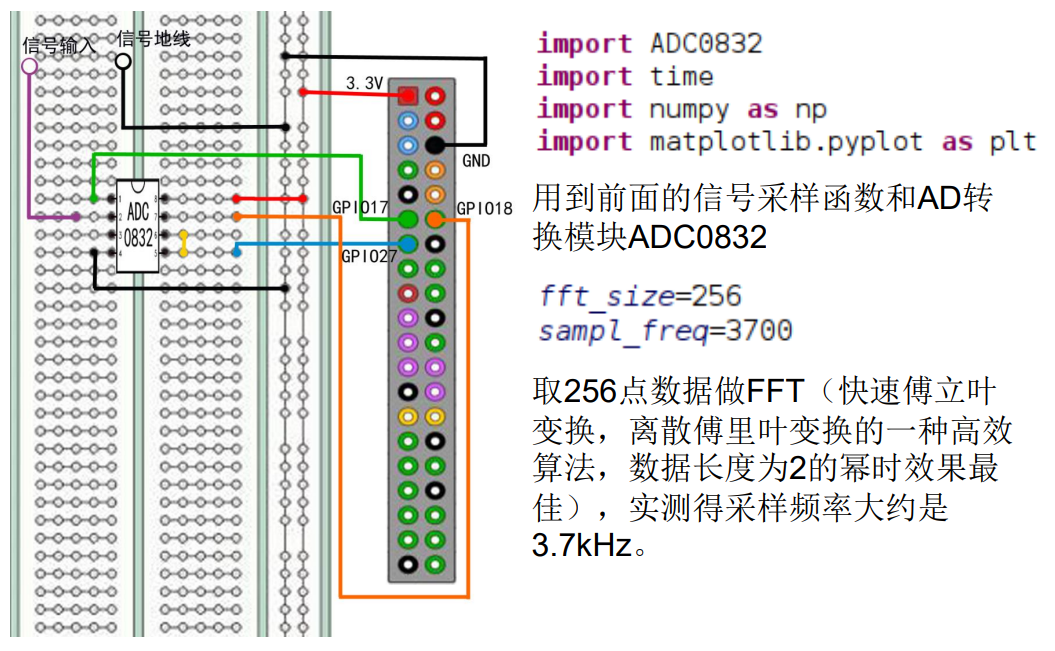 信号输入
信号地线
3.3V
GND
GPIO17
GPIO18
GPIO27
ADC
0832
1
2
3
4
8
7
6
5
import ADC0832
import time
import numpy as np
import matplotlib.pyplot as plt
用到前面的信号采样函数和AD转
换模块ADC0832
fft_size=256
sampl_freq=3700
取256点数据做FFT（快速傅立叶
变换，离散傅里叶变换的一种高效
算法，数据长度为2的幂时效果最
佳），实测得采样频率大约是
3.7kHz。